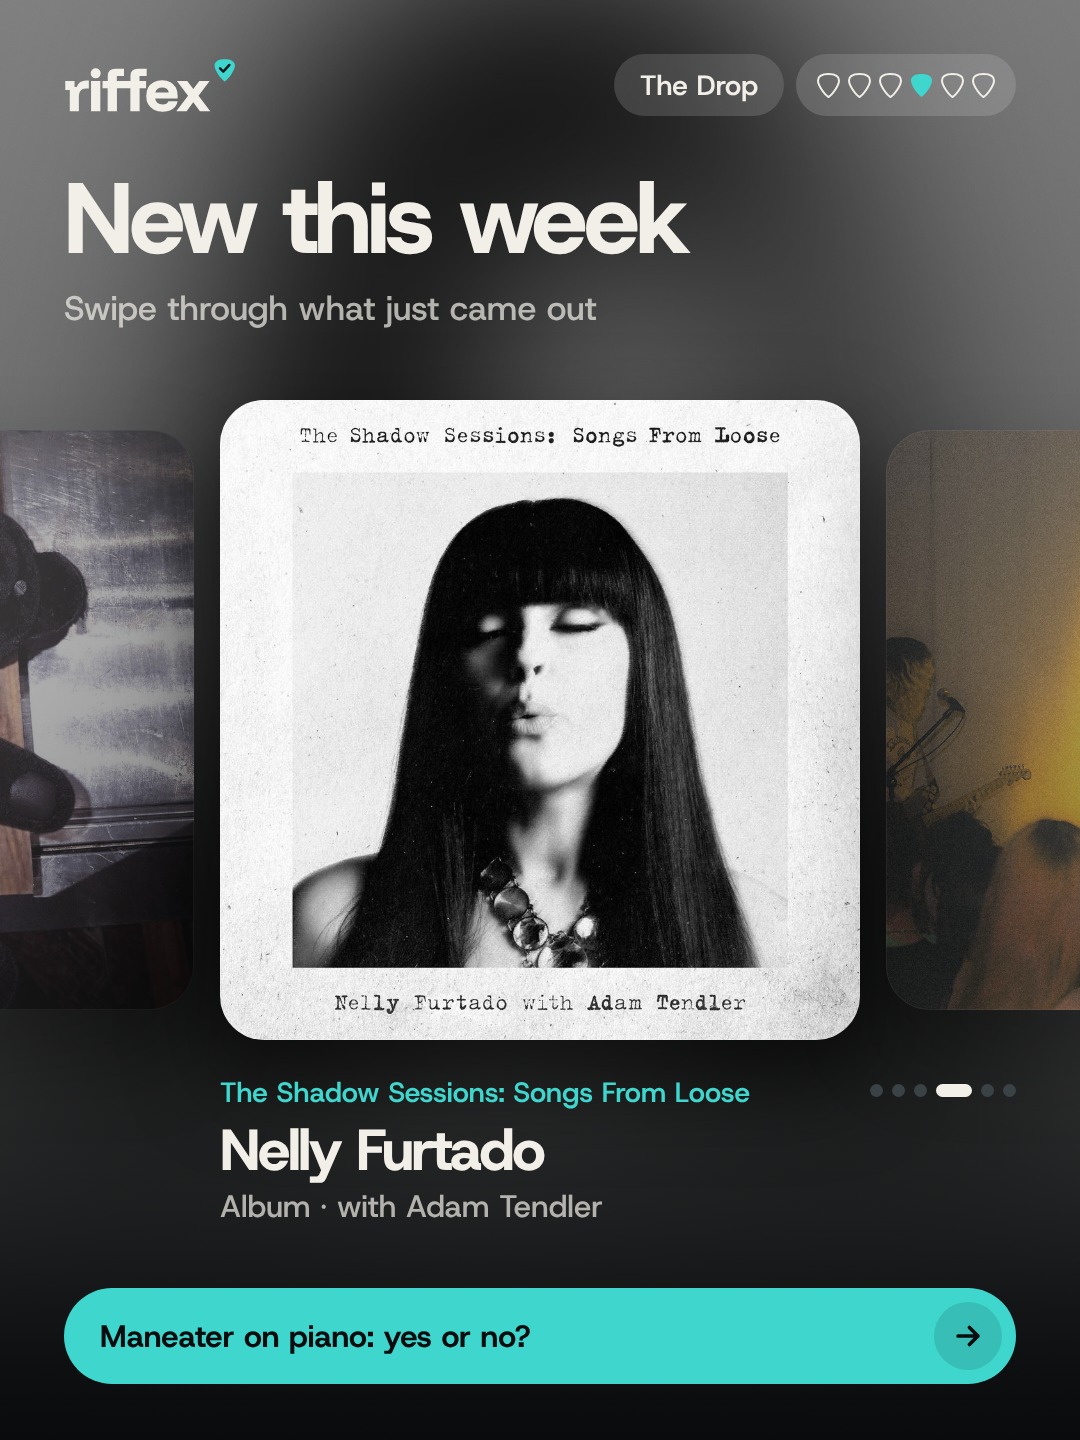 riffex
The Drop
New this week
Swipe through what just came out
The Shadow Sessions: Songs From Loose
Nelly Furtado with Adam Tendler
The Shadow Sessions: Songs From Loose
Nelly Furtado
Album · with Adam Tendler
Maneater on piano: yes or no?